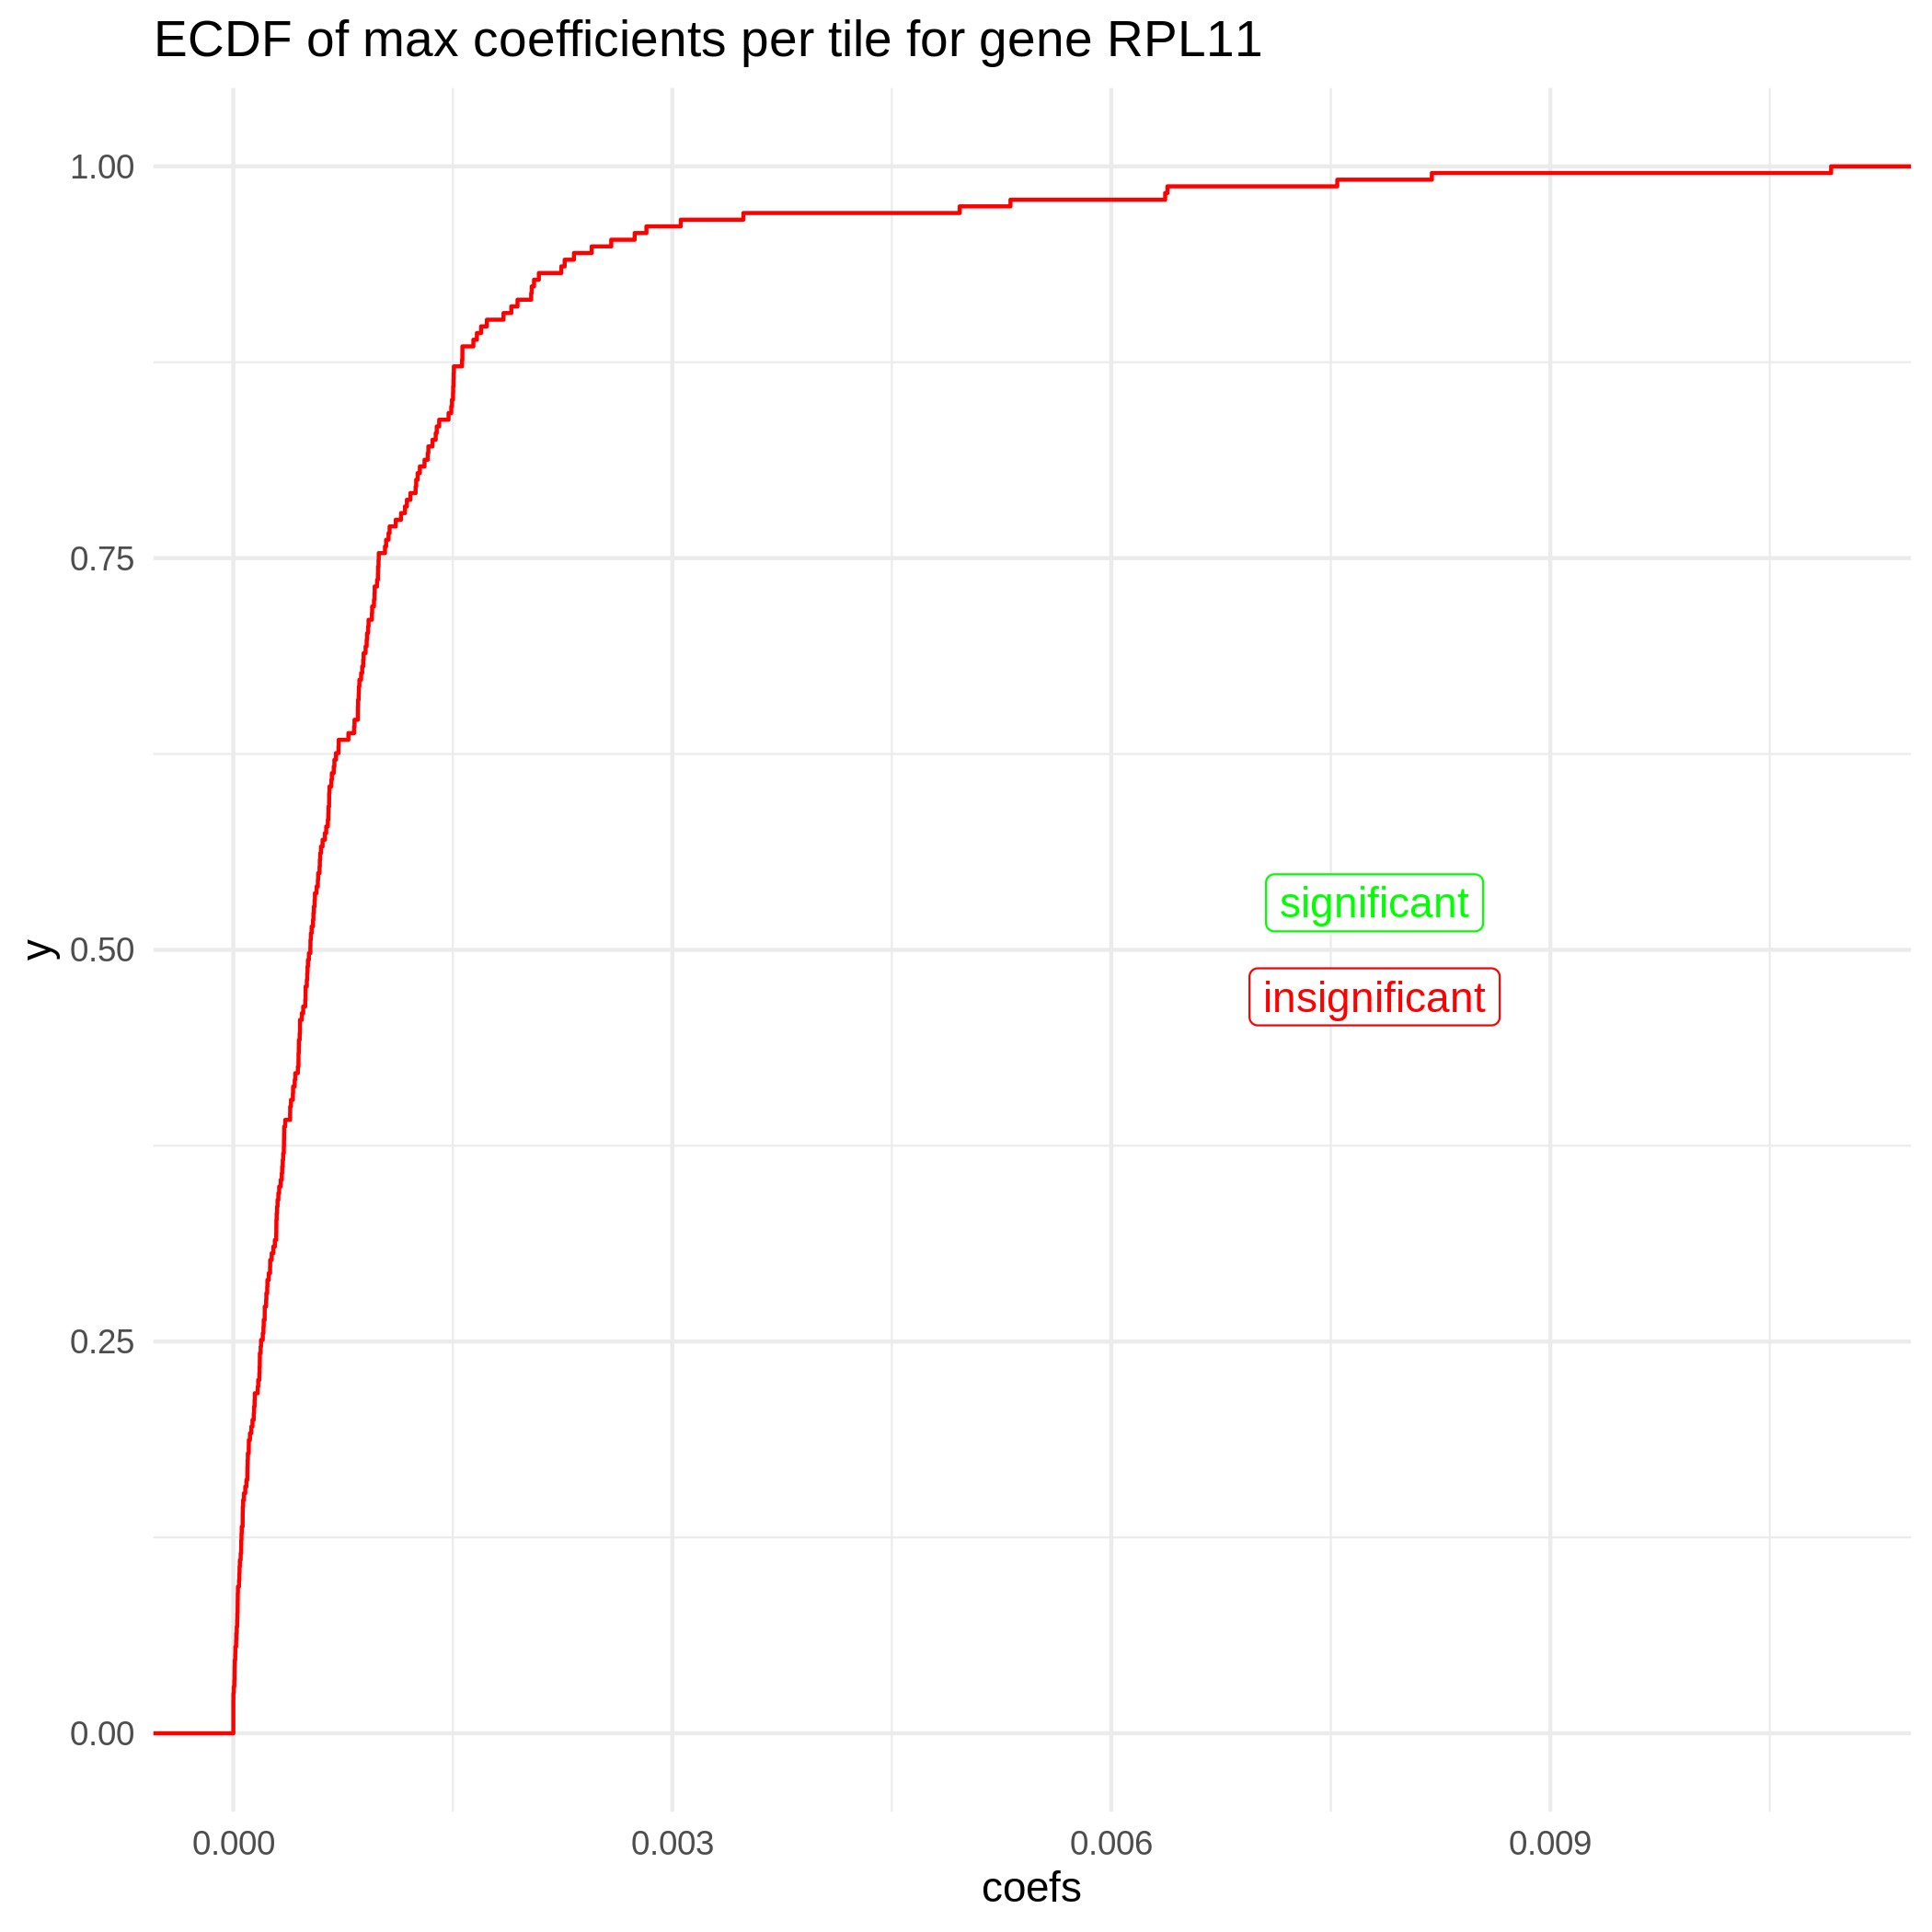 ECDF of max coefficients per tile for gene RPL11
1.00
0.75
0.50
0.25
0.00
y
significant
insignificant
0.000 0.003 0.006 0.009
coefs